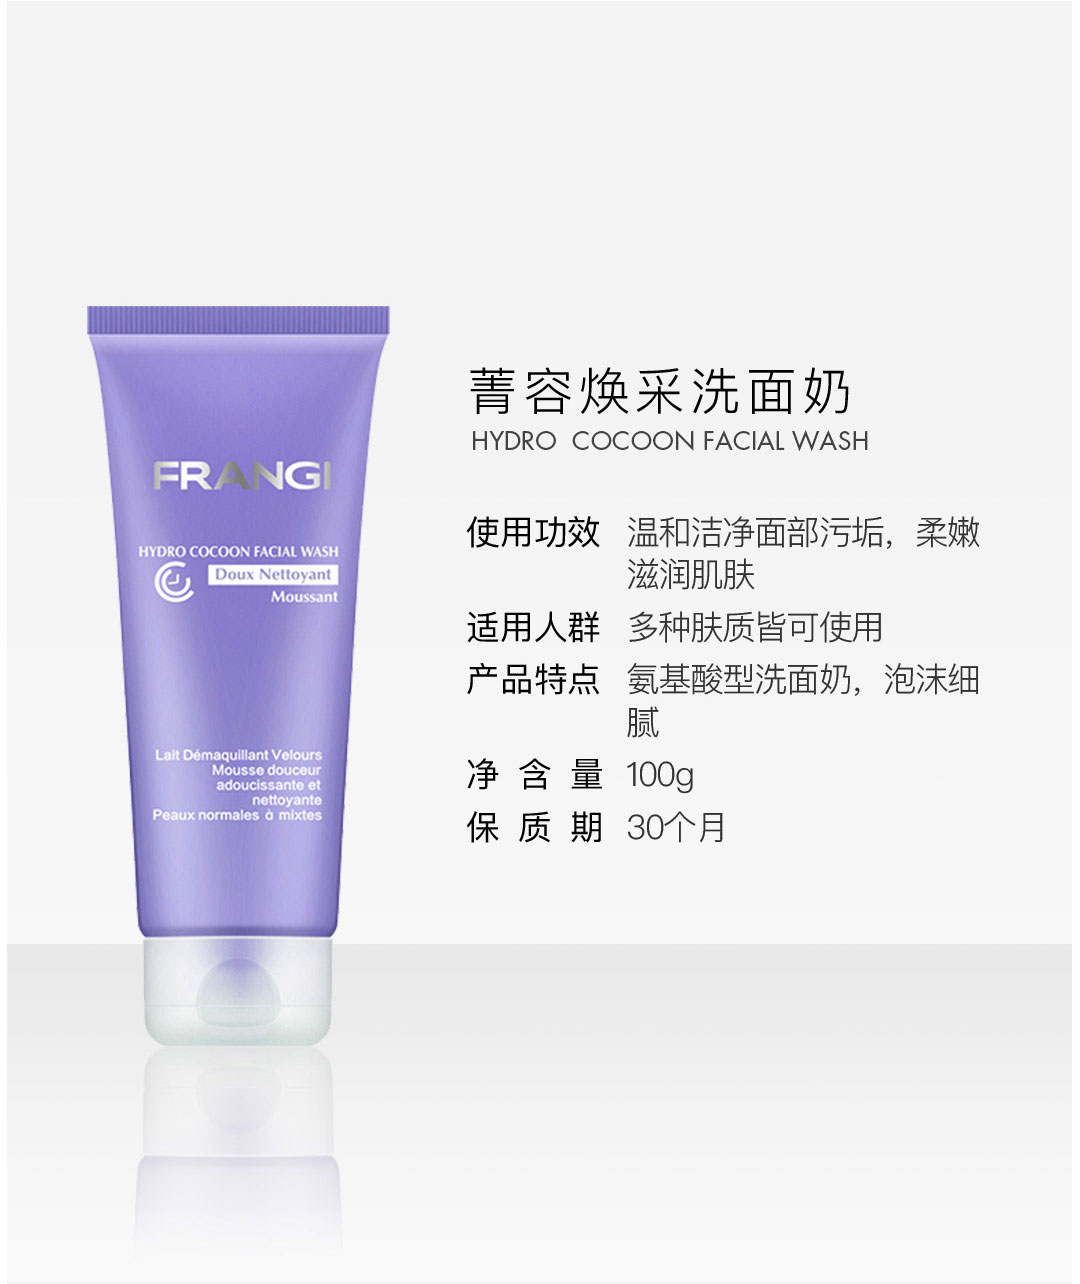 FRANGI
HYDRO COCOON FACIAL WASH
Doux Nettoyant
Moussant
Lait Démaquillant Velours
Mousse douceur
adoucissante et
nettoyante
Peaux normales à mixtes
菁容焕采洗面奶
HYDRO COCOON FACIAL WASH
使用功效 温和洁净面部污垢，柔嫩
滋润肌肤
适用人群 多种肤质皆可使用
产品特点 氨基酸型洗面奶，泡沫细
腻
净含量 100g
保质期 30个月